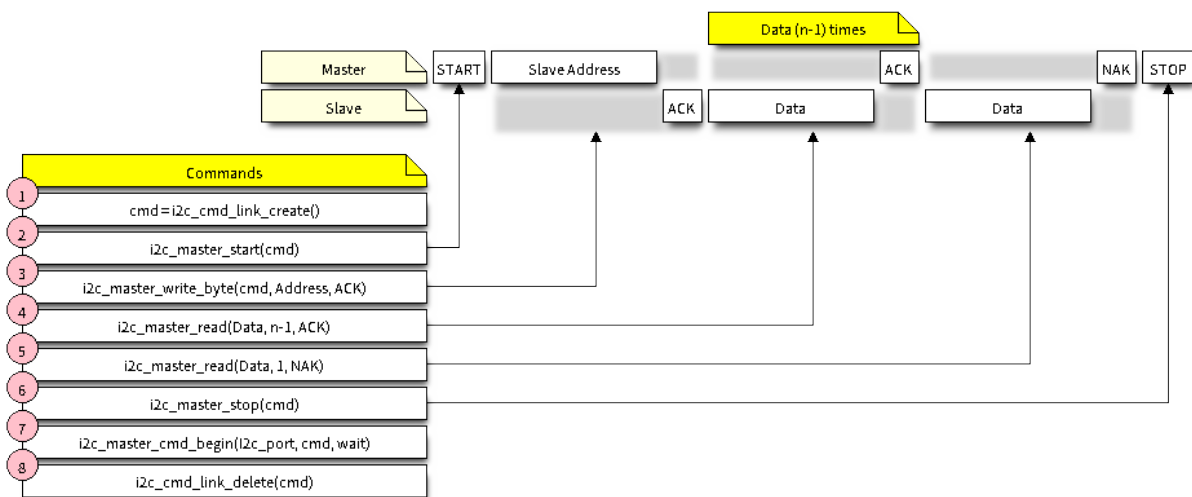 Data (n-1) times
Master
START
Slave Address
ACK
NAK
STOP
Slave
ACK
Data
Data
Commands
1
cmd=i2c_cmd_link_create()
2
i2c_master_start(cmd)
3
i2c_master_write_byte(cmd, Address, ACK)
4
i2c_master_read(Data, n-1, ACK)
5
i2c_master_read(Data, 1, NAK)
6
i2c_master_stop(cmd)
7
i2c_master_cmd_begin(I2c_port, cmd, wait)
8
i2c_cmd_link_delete(cmd)